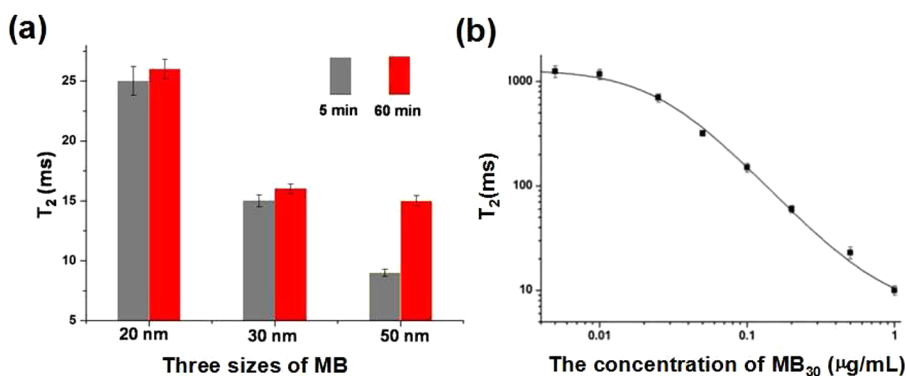 (a)
25
20
15
10
5
T₂ (ms)
5 min 60 min
20 nm 30 nm 50 nm
Three sizes of MB
(b)
1000
100
10
T₂(ms)
0.01 0.1 1
The concentration of MB₃₀ (μg/mL)